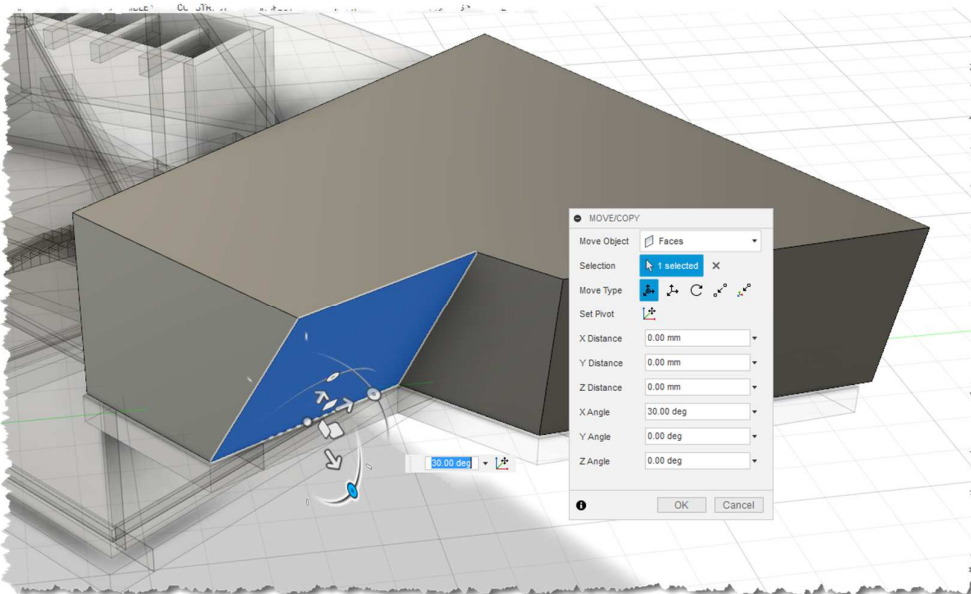 MOVE/COPY
Move Object Faces
Selection 1 selected
Move Type
Set Pivot
X Distance 0.00 mm
Y Distance 0.00 mm
Z Distance 0.00 mm
X Angle 30.00 deg
Y Angle 0.00 deg
Z Angle 0.00 deg
30.00 deg
OK Cancel